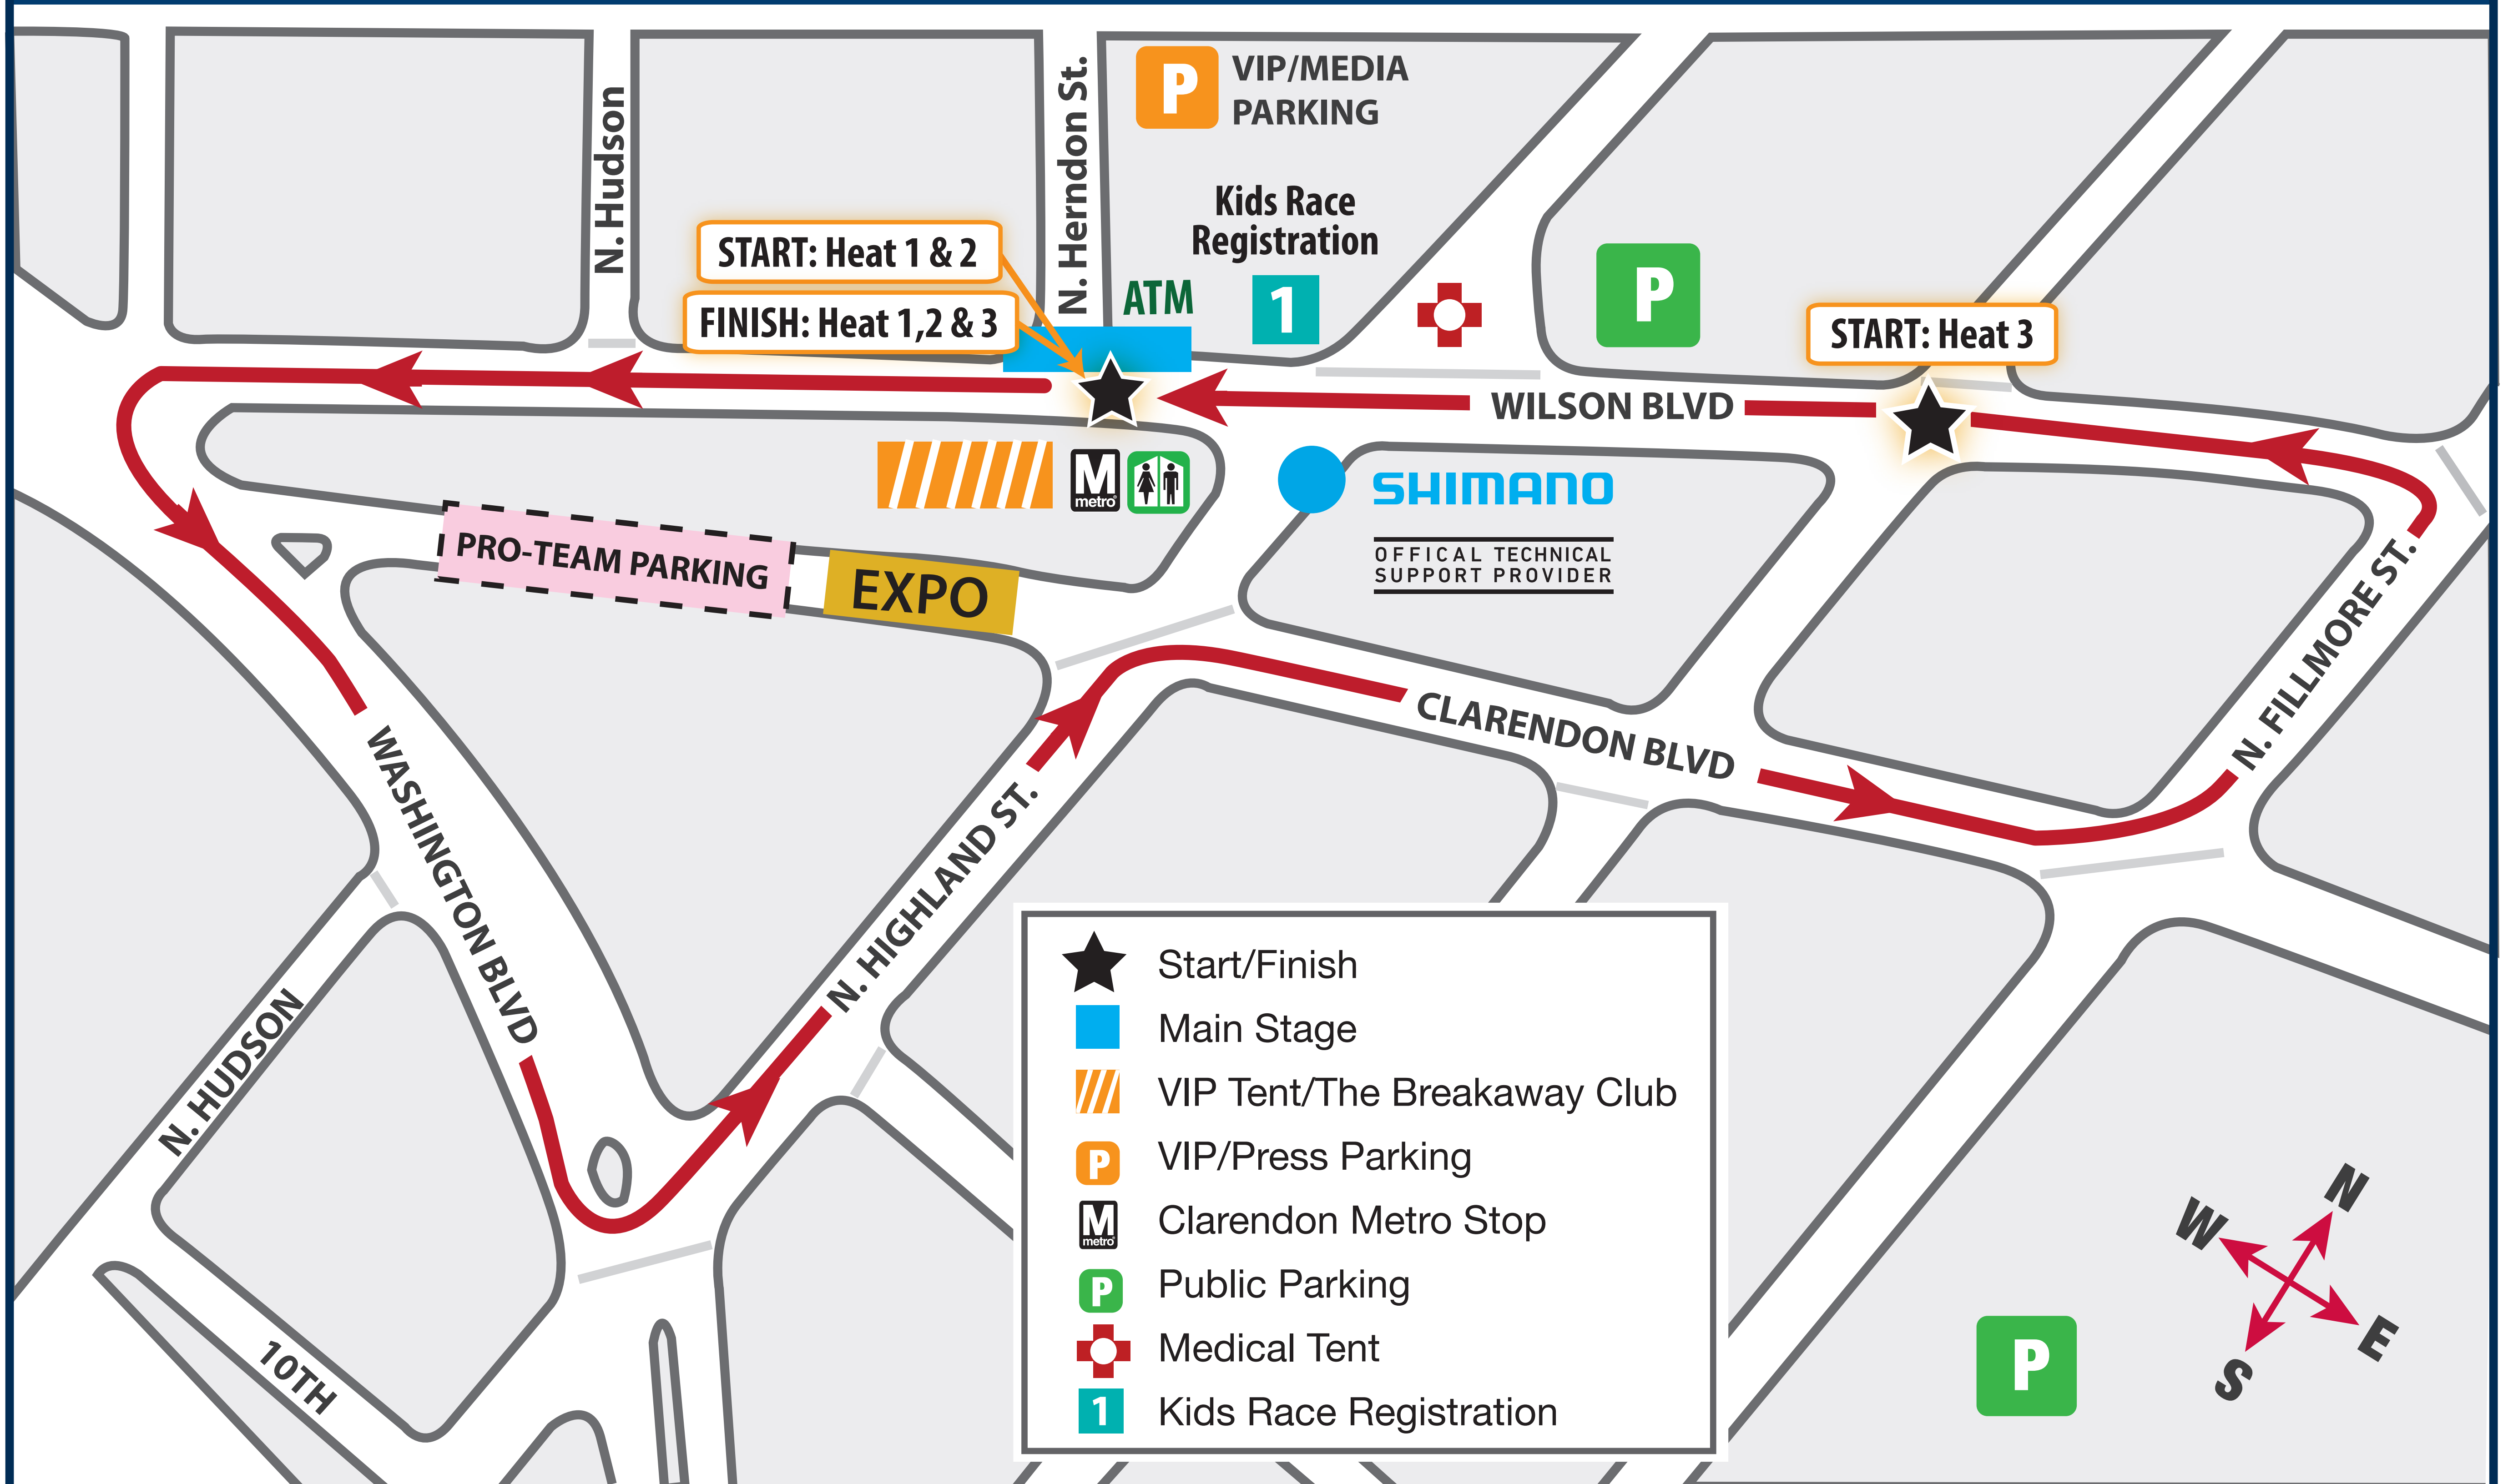 P
VIP/MEDIA
PARKING
N. Hudson
N. Herndon St.
Kids Race
Registration
START: Heat 1 & 2
FINISH: Heat 1,2 & 3
ATM
1
P
START: Heat 3
WILSON BLVD
M
metro
SHIMANO
OFFICAL TECHNICAL
SUPPORT PROVIDER
PRO-TEAM PARKING
EXPO
CLARENDON BLVD
N. FILLMORE ST.
WASHINGTON BLVD
N. HIGHLAND ST.
N. HUDSON
10TH
Start/Finish
Main Stage
VIP Tent/The Breakaway Club
P VIP/Press Parking
M metro Clarendon Metro Stop
P Public Parking
Medical Tent
1 Kids Race Registration
P
N
W
E
S